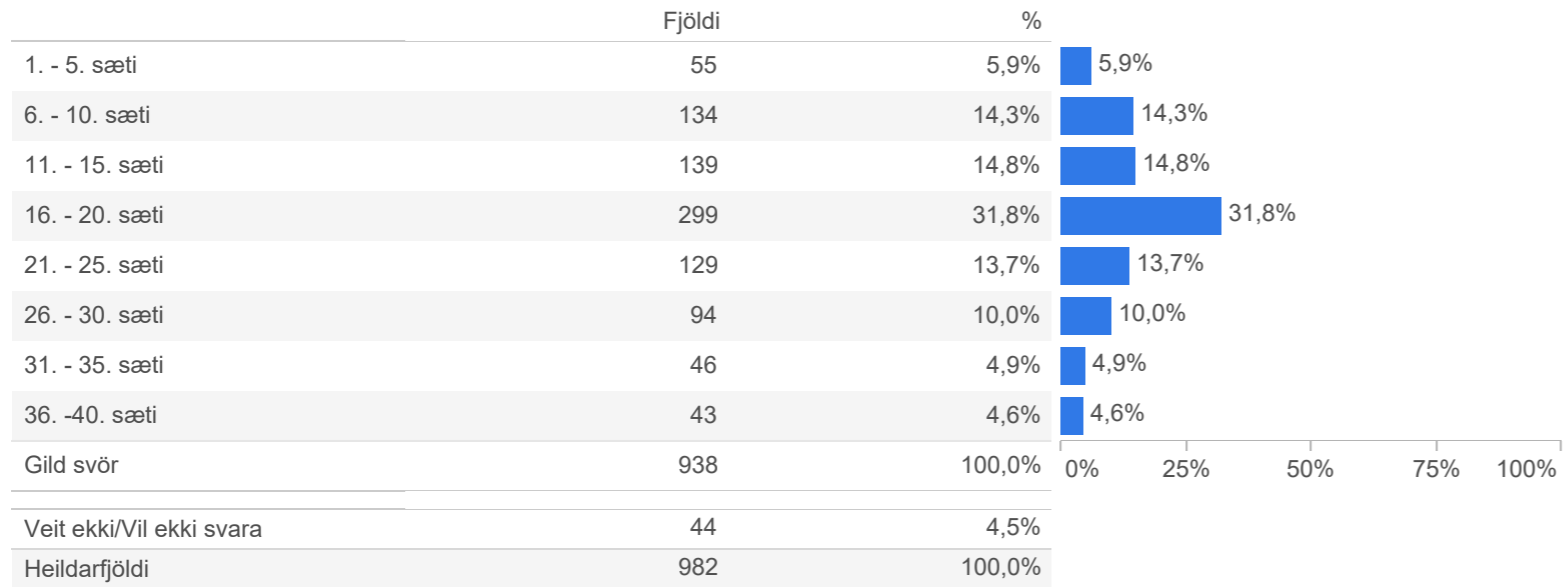 Fjöldi %
1. - 5. sæti 55 5,9% 5,9%
6. - 10. sæti 134 14,3% 14,3%
11. - 15. sæti 139 14,8% 14,8%
16. - 20. sæti 299 31,8% 31,8%
21. - 25. sæti 129 13,7% 13,7%
26. - 30. sæti 94 10,0% 10,0%
31. - 35. sæti 46 4,9% 4,9%
36. -40. sæti 43 4,6% 4,6%
Gild svör 938 100,0% 0% 25% 50% 75% 100%
Veit ekki/Vil ekki svara 44 4,5%
Heildarfjöldi 982 100,0%